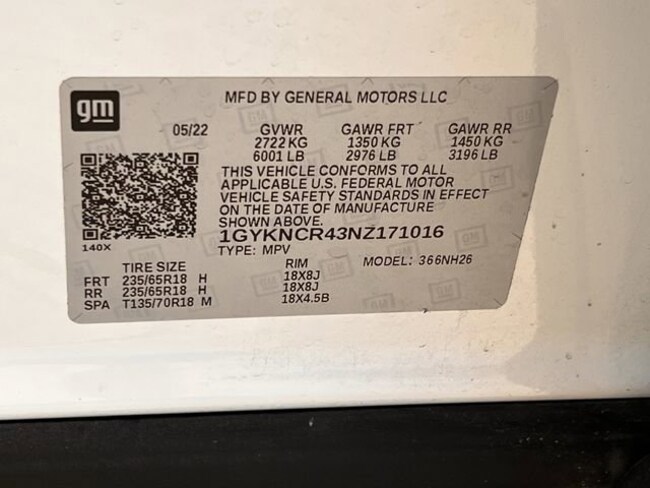 gm
MFD BY GENERAL MOTORS LLC
05/22 GVWR GAWR FRT GAWR RR
2722 KG 1350 KG 1450 KG
6001 LB 2976 LB 3196 LB
THIS VEHICLE CONFORMS TO ALL
APPLICABLE U.S. FEDERAL MOTOR
VEHICLE SAFETY STANDARDS IN EFFECT
ON THE DATE OF MANUFACTURE
SHOWN ABOVE.
1GYKNCR43NZ171016
140X TYPE: MPV
TIRE SIZE RIM MODEL: 366NH26
FRT 235/65R18 H 18X8J
RR 235/65R18 H 18X8J
SPA T135/70R18 M 18X4.5B